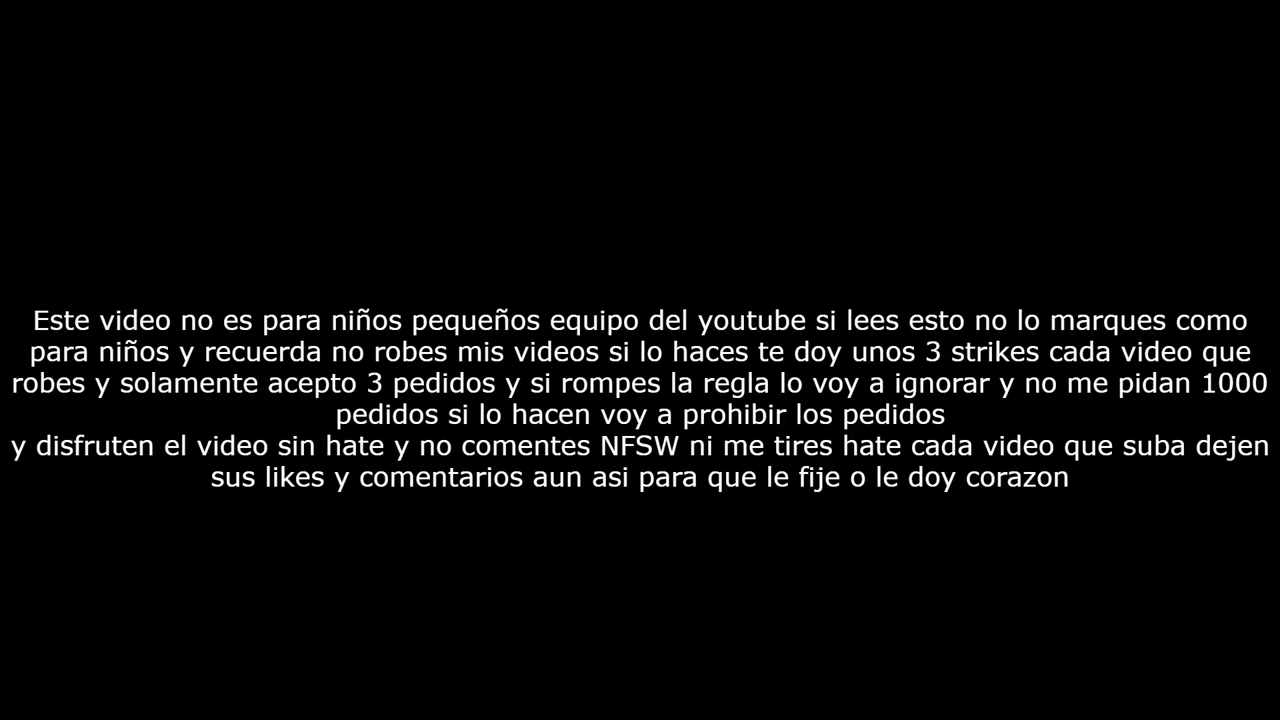 Este video no es para niños pequeños equipo del youtube si lees esto no lo marques como
para niños y recuerda no robes mis videos si lo haces te doy unos 3 strikes cada video que
robes y solamente acepto 3 pedidos y si rompes la regla lo voy a ignorar y no me pidan 1000
pedidos si lo hacen voy a prohibir los pedidos
y disfruten el video sin hate y no comentes NFSW ni me tires hate cada video que suba dejen
sus likes y comentarios aun asi para que le fije o le doy corazon